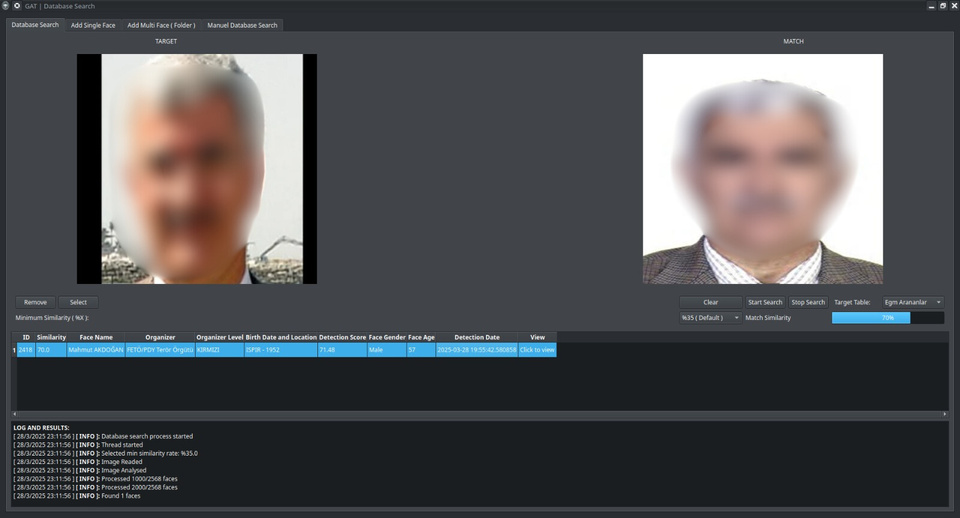 GAT | Database Search
Database Search Add Single Face Add Multi Face ( Folder ) Manuel Database Search
TARGET MATCH
Remove Select Clear Start Search Stop Search Target Table: Egm Arananlar
Minimum Similarity ( %X ): %35 ( Default ) Match Similarity 70%
ID Similarity Face Name Organizer Organizer Level Birth Date and Location Detection Score Face Gender Face Age Detection Date View
1 2418 70.0 Mahmut AKDOĞAN FETÖ/PDY Terör Örgütü KIRMIZI İSPİR - 1952 71.48 Male 57 2025-03-28 19:55:42.580858 Click to view
LOG AND RESULTS:
[ 28/3/2025 23:11:56 ] [ INFO ]: Database search process started
[ 28/3/2025 23:11:56 ] [ INFO ]: Thread started
[ 28/3/2025 23:11:56 ] [ INFO ]: Selected min similarity rate: %35.0
[ 28/3/2025 23:11:56 ] [ INFO ]: Image Readed
[ 28/3/2025 23:11:56 ] [ INFO ]: Image Analysed
[ 28/3/2025 23:11:56 ] [ INFO ]: Processed 1000/2568 faces
[ 28/3/2025 23:11:56 ] [ INFO ]: Processed 2000/2568 faces
[ 28/3/2025 23:11:56 ] [ INFO ]: Found 1 faces